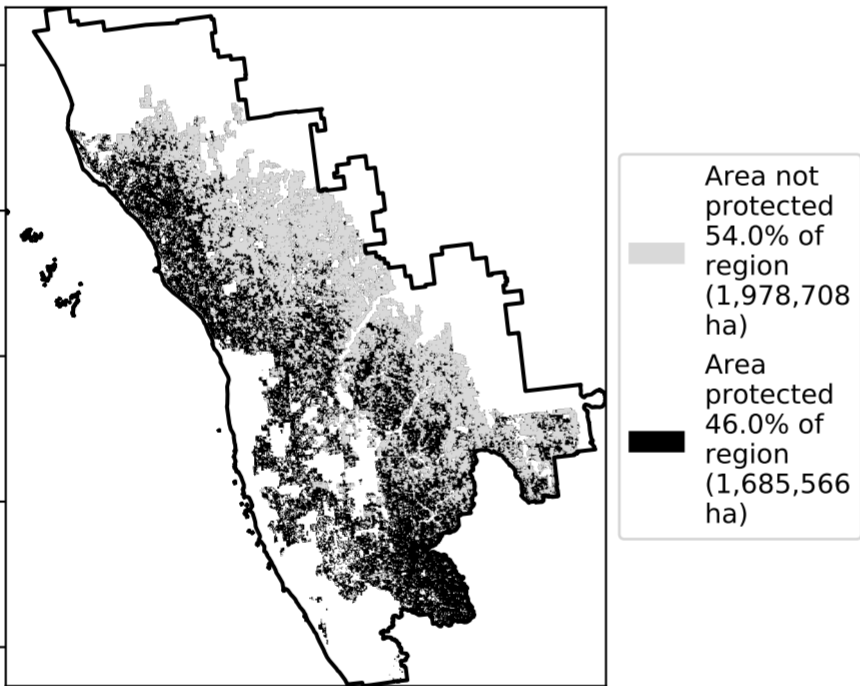 Area not
protected
54.0% of
region
(1,978,708
ha)
Area
protected
46.0% of
region
(1,685,566
ha)